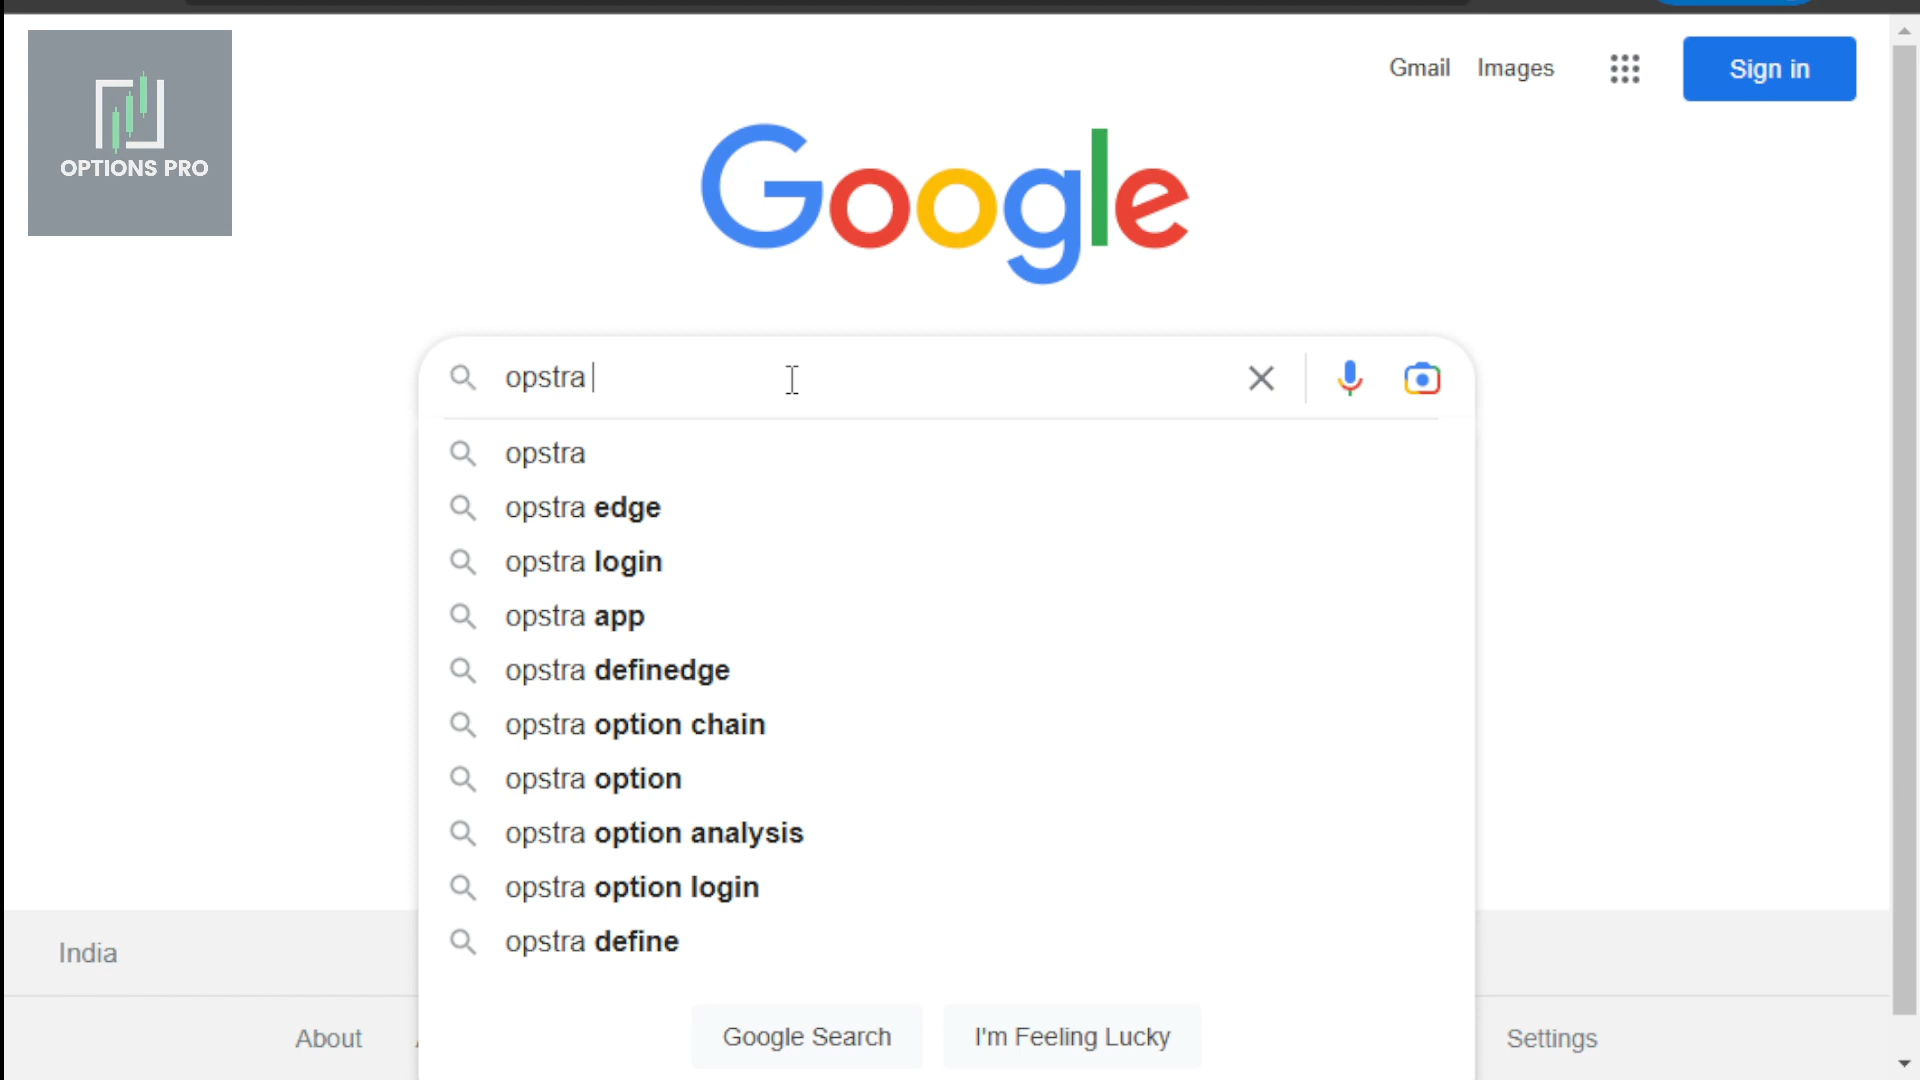 OPTIONS PRO
Gmail Images
Sign in
Google
opstra
opstra
opstra edge
opstra login
opstra app
opstra definedge
opstra option chain
opstra option
opstra option analysis
opstra option login
opstra define
India
Google Search I'm Feeling Lucky
About Settings